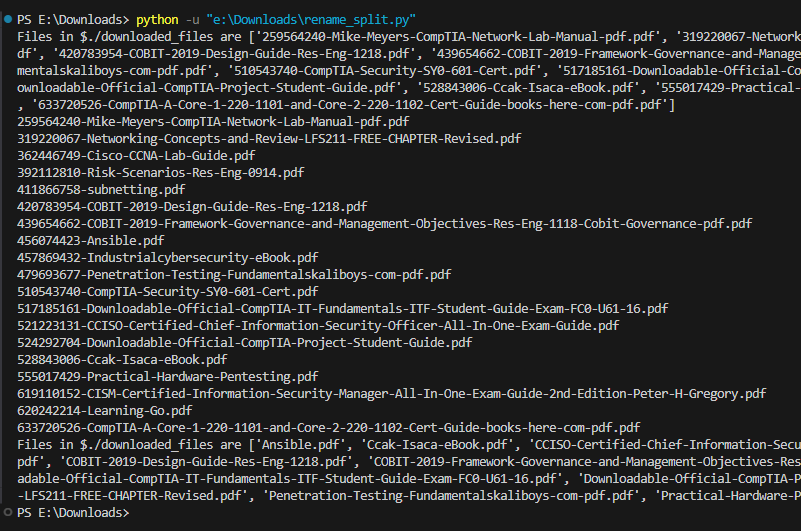 PS E:\Downloads> python -u "e:\Downloads\rename_split.py"
Files in $./downloaded_files are ['259564240-Mike-Meyers-CompTIA-Network-Lab-Manual-pdf.pdf', '319220067-Network
df', '420783954-COBIT-2019-Design-Guide-Res-Eng-1218.pdf', '439654662-COBIT-2019-Framework-Governance-and-Manage
mentalskaliboys-com-pdf.pdf', '510543740-CompTIA-Security-SY0-601-Cert.pdf', '517185161-Downloadable-Official-Co
ownloadable-Official-CompTIA-Project-Student-Guide.pdf', '528843006-Ccak-Isaca-eBook.pdf', '555017429-Practical-
, '633720526-CompTIA-A-Core-1-220-1101-and-Core-2-220-1102-Cert-Guide-books-here-com-pdf.pdf']
259564240-Mike-Meyers-CompTIA-Network-Lab-Manual-pdf.pdf
319220067-Networking-Concepts-and-Review-LFS211-FREE-CHAPTER-Revised.pdf
362446749-Cisco-CCNA-Lab-Guide.pdf
392112810-Risk-Scenarios-Res-Eng-0914.pdf
411866758-subnetting.pdf
420783954-COBIT-2019-Design-Guide-Res-Eng-1218.pdf
439654662-COBIT-2019-Framework-Governance-and-Management-Objectives-Res-Eng-1118-Cobit-Governance-pdf.pdf
456074423-Ansible.pdf
457869432-Industrialcybersecurity-eBook.pdf
479693677-Penetration-Testing-Fundamentalskaliboys-com-pdf.pdf
510543740-CompTIA-Security-SY0-601-Cert.pdf
517185161-Downloadable-Official-CompTIA-IT-Fundamentals-ITF-Student-Guide-Exam-FC0-U61-16.pdf
521223131-CCISO-Certified-Chief-Information-Security-Officer-All-In-One-Exam-Guide.pdf
524292704-Downloadable-Official-CompTIA-Project-Student-Guide.pdf
528843006-Ccak-Isaca-eBook.pdf
555017429-Practical-Hardware-Pentesting.pdf
619110152-CISM-Certified-Information-Security-Manager-All-In-One-Exam-Guide-2nd-Edition-Peter-H-Gregory.pdf
620242214-Learning-Go.pdf
633720526-CompTIA-A-Core-1-220-1101-and-Core-2-220-1102-Cert-Guide-books-here-com-pdf.pdf
Files in $./downloaded_files are ['Ansible.pdf', 'Ccak-Isaca-eBook.pdf', 'CCISO-Certified-Chief-Information-Secu
pdf', 'COBIT-2019-Design-Guide-Res-Eng-1218.pdf', 'COBIT-2019-Framework-Governance-and-Management-Objectives-Res
adable-Official-CompTIA-IT-Fundamentals-ITF-Student-Guide-Exam-FC0-U61-16.pdf', 'Downloadable-Official-CompTIA-P
-LFS211-FREE-CHAPTER-Revised.pdf', 'Penetration-Testing-Fundamentalskaliboys-com-pdf.pdf', 'Practical-Hardware-P
PS E:\Downloads>